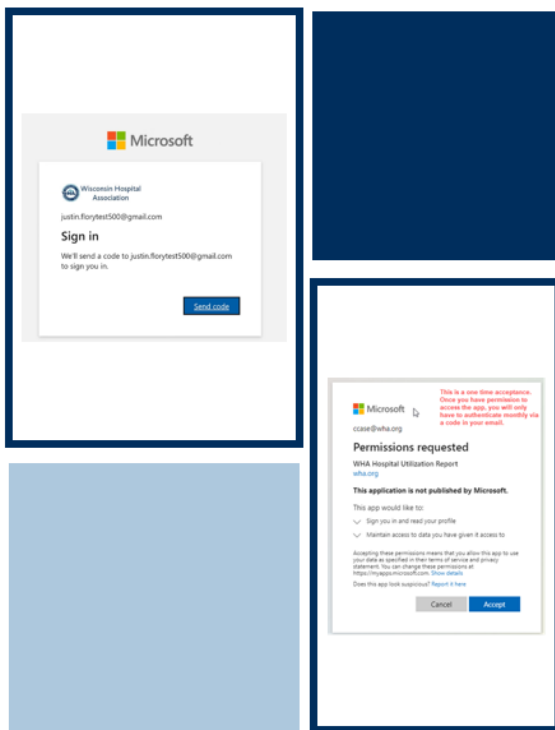 Microsoft
Wisconsin Hospital
Association
justin.florytest500@gmail.com
Sign in
We'll send a code to justin.florytest500@gmail.com
to sign you in.
Send code
This is a one time acceptance.
Once you have permission to
access the app, you will only
have to authenticate monthly via
a code in your email.
Microsoft
ccase@wha.org
Permissions requested
WHA Hospital Utilization Report
wha.org
This application is not published by Microsoft.
This app would like to:
Sign you in and read your profile
Maintain access to data you have given it access to
Accepting these permissions means that you allow this app to use
your data as specified in their terms of service and privacy
statement. You can change these permissions at
https://myapps.microsoft.com. Show details
Does this app look suspicious? Report it here
Cancel Accept